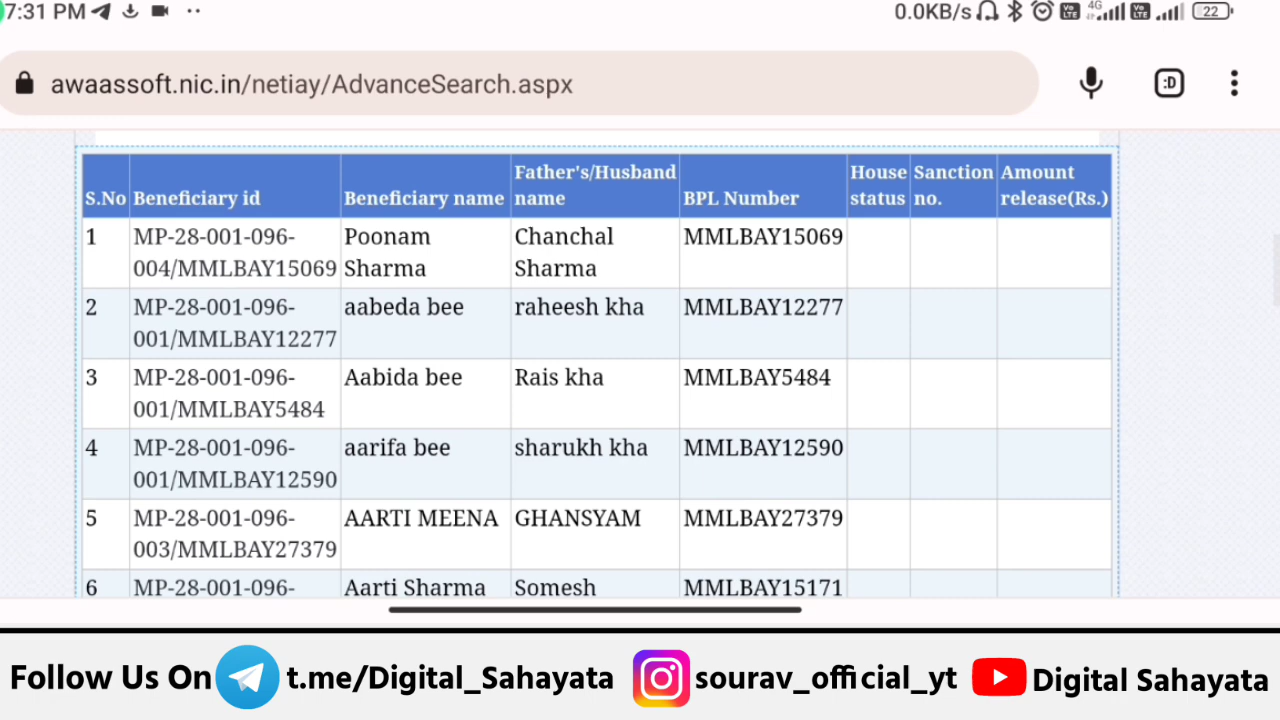 7:31 PM 0.0KB/s 4G 22
awaassoft.nic.in/netiay/AdvanceSearch.aspx :D
S.No Beneficiary id Beneficiary name Father's/Husband name BPL Number House status Sanction no. Amount release(Rs.)
1 MP-28-001-096- Poonam Chanchal MMLBAY15069
004/MMLBAY15069 Sharma Sharma
2 MP-28-001-096- aabeda bee raheesh kha MMLBAY12277
001/MMLBAY12277
3 MP-28-001-096- Aabida bee Rais kha MMLBAY5484
001/MMLBAY5484
4 MP-28-001-096- aarifa bee sharukh kha MMLBAY12590
001/MMLBAY12590
5 MP-28-001-096- AARTI MEENA GHANSYAM MMLBAY27379
003/MMLBAY27379
6 MP-28-001-096- Aarti Sharma Somesh MMLBAY15171
Follow Us On t.me/Digital_Sahayata sourav_official_yt Digital Sahayata